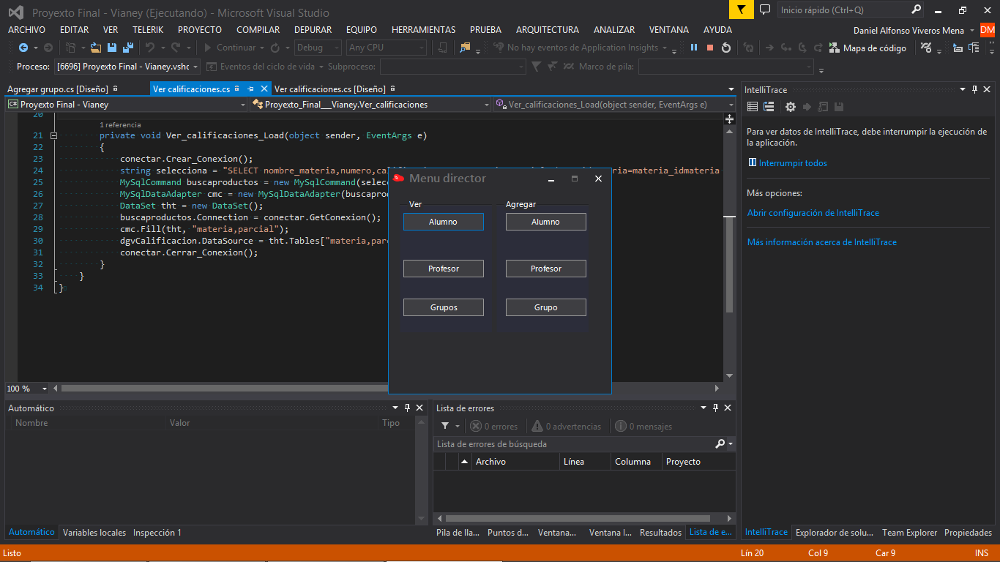 Proyexto Final - Vianey (Ejecutando) - Microsoft Visual Studio
Inicio rápido (Ctrl+Q)
ARCHIVO EDITAR VER TELERIK PROYECTO COMPILAR DEPURAR EQUIPO HERRAMIENTAS PRUEBA ARQUITECTURA ANALIZAR VENTANA AYUDA
Daniel Alfonso Viveros Mena DM
Continuar Debug Any CPU No hay eventos de Application Insights Mapa de código
Proceso: [6696] Proyexto Final - Vianey.vshc Eventos del ciclo de vida Subproceso: Marco de pila:
Agregar grupo.cs [Diseño] Ver calificaciones.cs Ver calificaciones.cs [Diseño]
C# Proyexto Final - Vianey Proyexto_Final___Vianey.Ver_calificaciones Ver_calificaciones_Load(object sender, EventArgs e)
20
1 referencia
21 private void Ver_calificaciones_Load(object sender, EventArgs e)
22 {
23 conectar.Crear_Conexion();
24 string selecciona = "SELECT nombre_materia,numero,cali eria=materia_idmateria
25 MySqlCommand buscaproductos = new MySqlCommand(selec
26 MySqlDataAdapter cmc = new MySqlDataAdapter(buscaprod
27 DataSet tht = new DataSet();
28 buscaproductos.Connection = conectar.GetConexion();
29 cmc.Fill(tht, "materia,parcial");
30 dgvCalificacion.DataSource = tht.Tables["materia,parc
31 conectar.Cerrar_Conexion();
32 }
33 }
34 }
100 %
Menu director
Ver Agregar
Alumno Alumno
Profesor Profesor
Grupos Grupo
IntelliTrace
Para ver datos de IntelliTrace, debe interrumpir la ejecución de
la aplicación.
Interrumpir todos
Más opciones:
Abrir configuración de IntelliTrace
Más información acerca de IntelliTrace
Automático
Nombre Valor Tipo
Automático Variables locales Inspección 1
Lista de errores
0 errores 0 advertencias 0 mensajes
Lista de errores de búsqueda
Archivo Línea Columna Proyecto
Pila de lla... Puntos d... Ventana... Ventana I... Resultados Lista de e...
IntelliTrace Explorador de solu... Team Explorer Propiedades
Listo Lín 20 Col 9 Car 9 INS